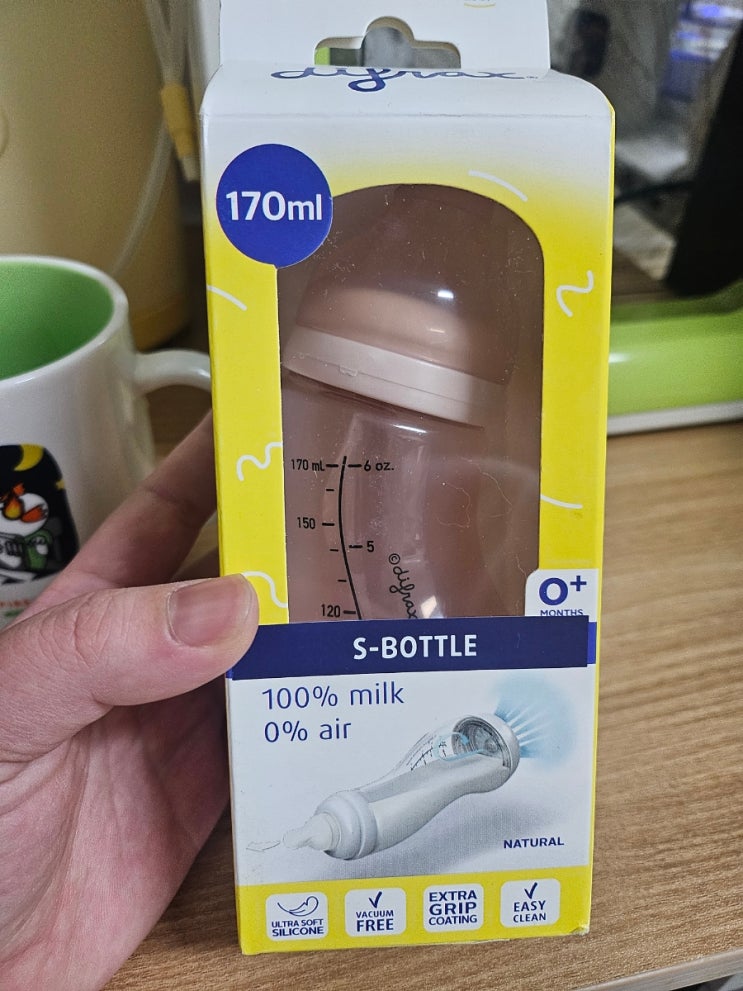 difrax
170ml
170 mL
6 oz.
150
5
©difrax
120
0+
MONTHS
S-BOTTLE
100% milk
0% air
NATURAL
ULTRA SOFT
SILICONE
VACUUM
FREE
EXTRA
GRIP
COATING
EASY
CLEAN